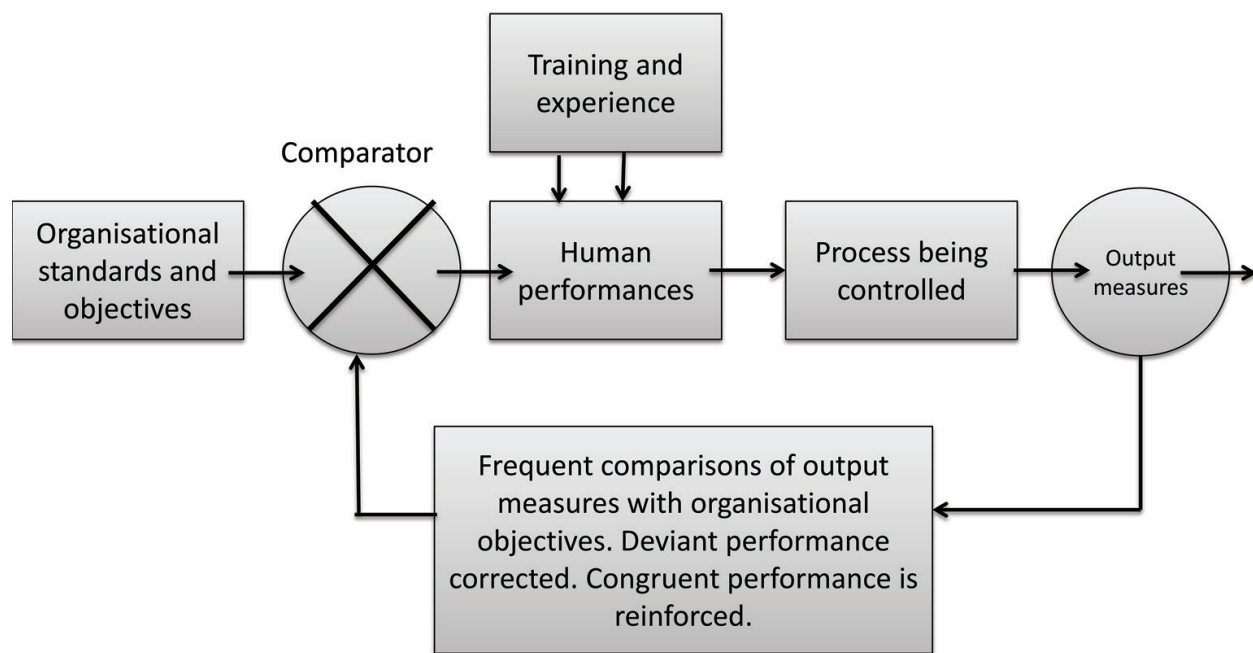 Training and
experience
Comparator
Organisational
standards and
objectives
Human
performances
Process being
controlled
Output
measures
Frequent comparisons of output
measures with organisational
objectives. Deviant performance
corrected. Congruent performance is
reinforced.